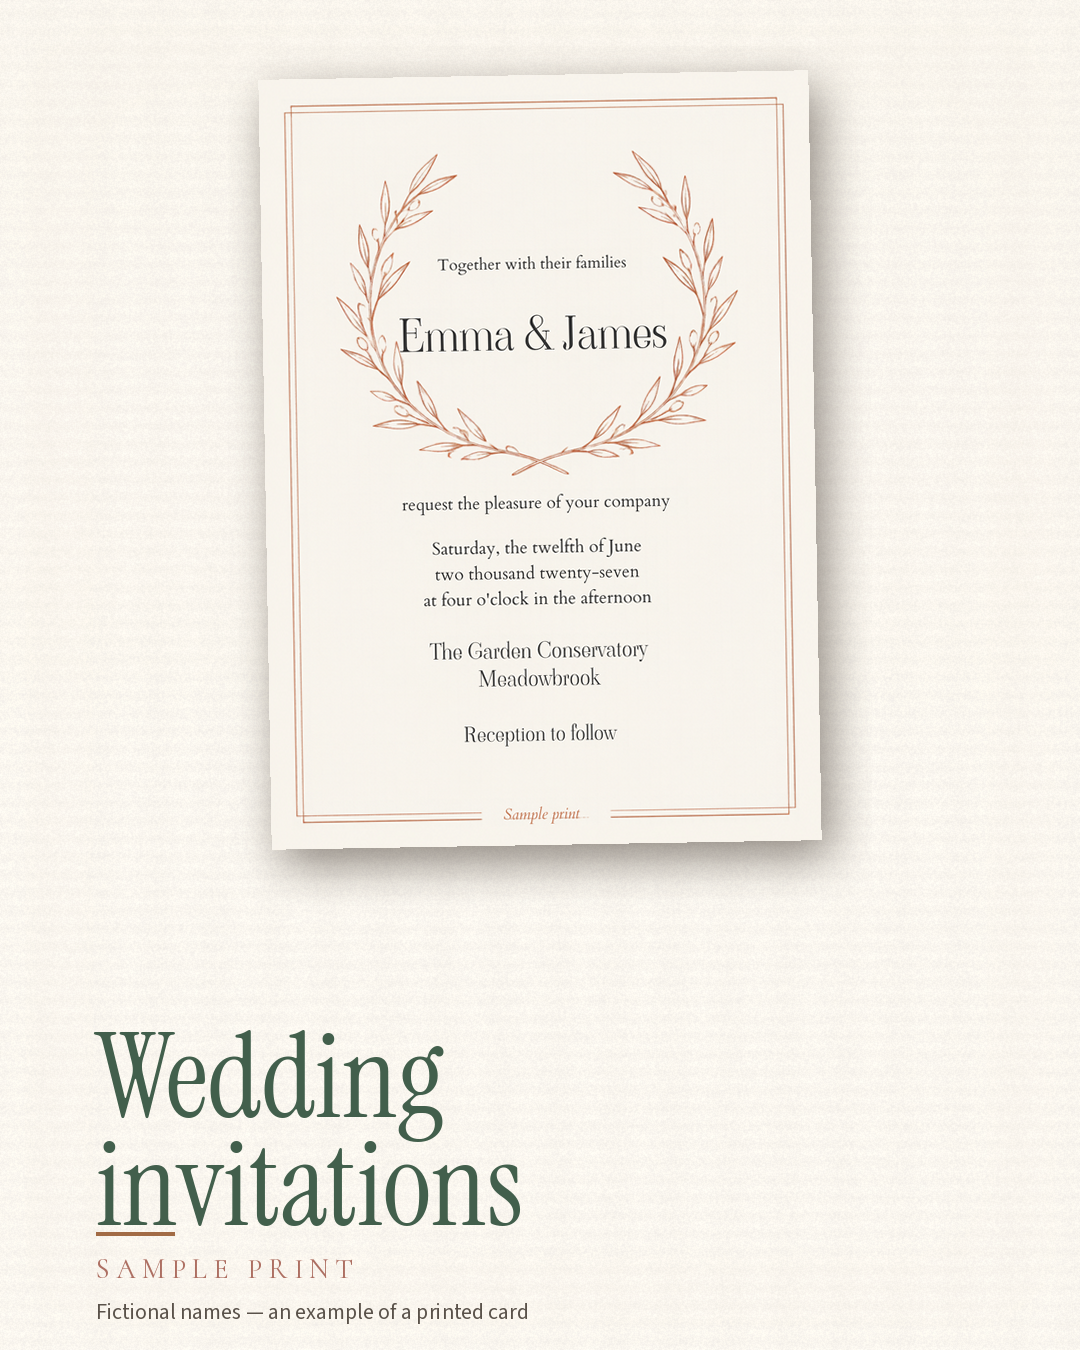 Together with their families
Emma & James
request the pleasure of your company
Saturday, the twelfth of June
two thousand twenty-seven
at four o'clock in the afternoon
The Garden Conservatory
Meadowbrook
Reception to follow
Sample print
Wedding
invitations
SAMPLE PRINT
Fictional names — an example of a printed card